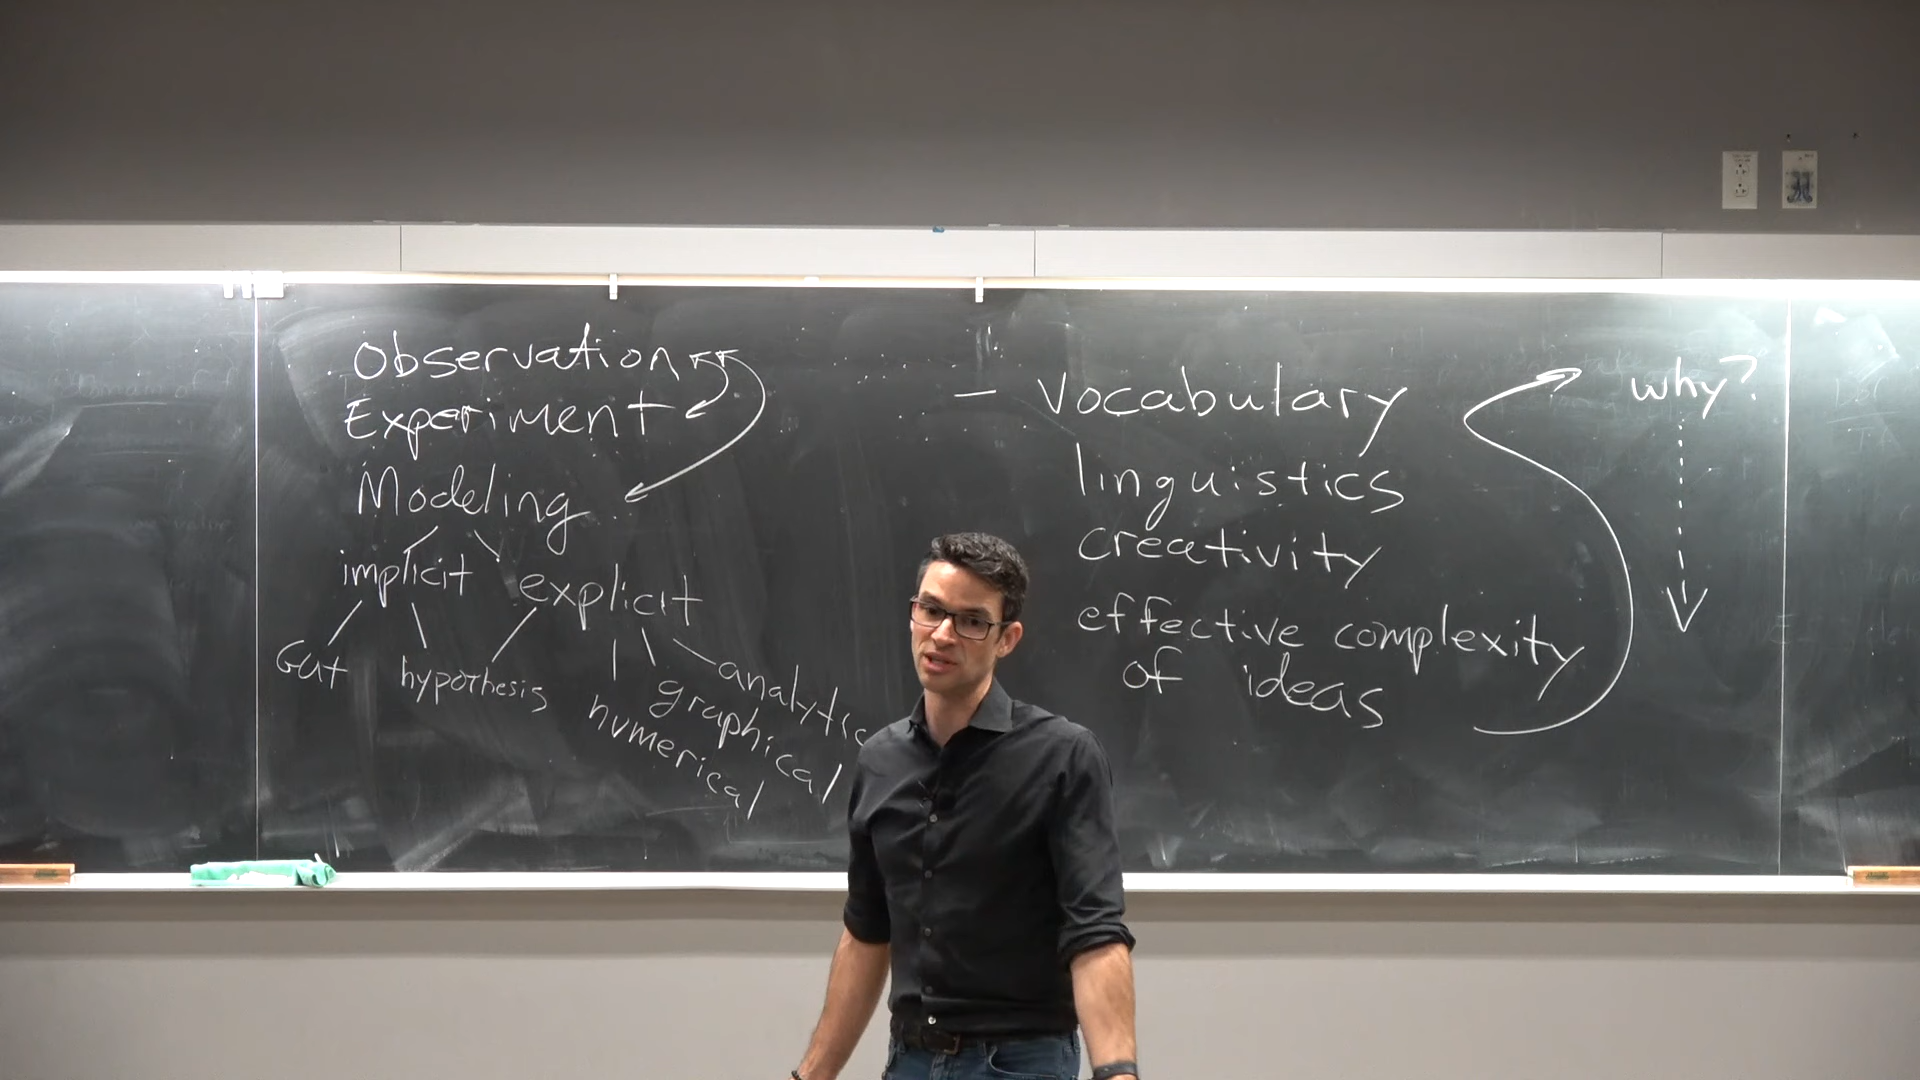 Observation
Experiment
Modeling
implicit explicit
Gut hypothesis numerical graphical analytic
- Vocabulary
linguistics
creativity
effective complexity
of ideas
why?